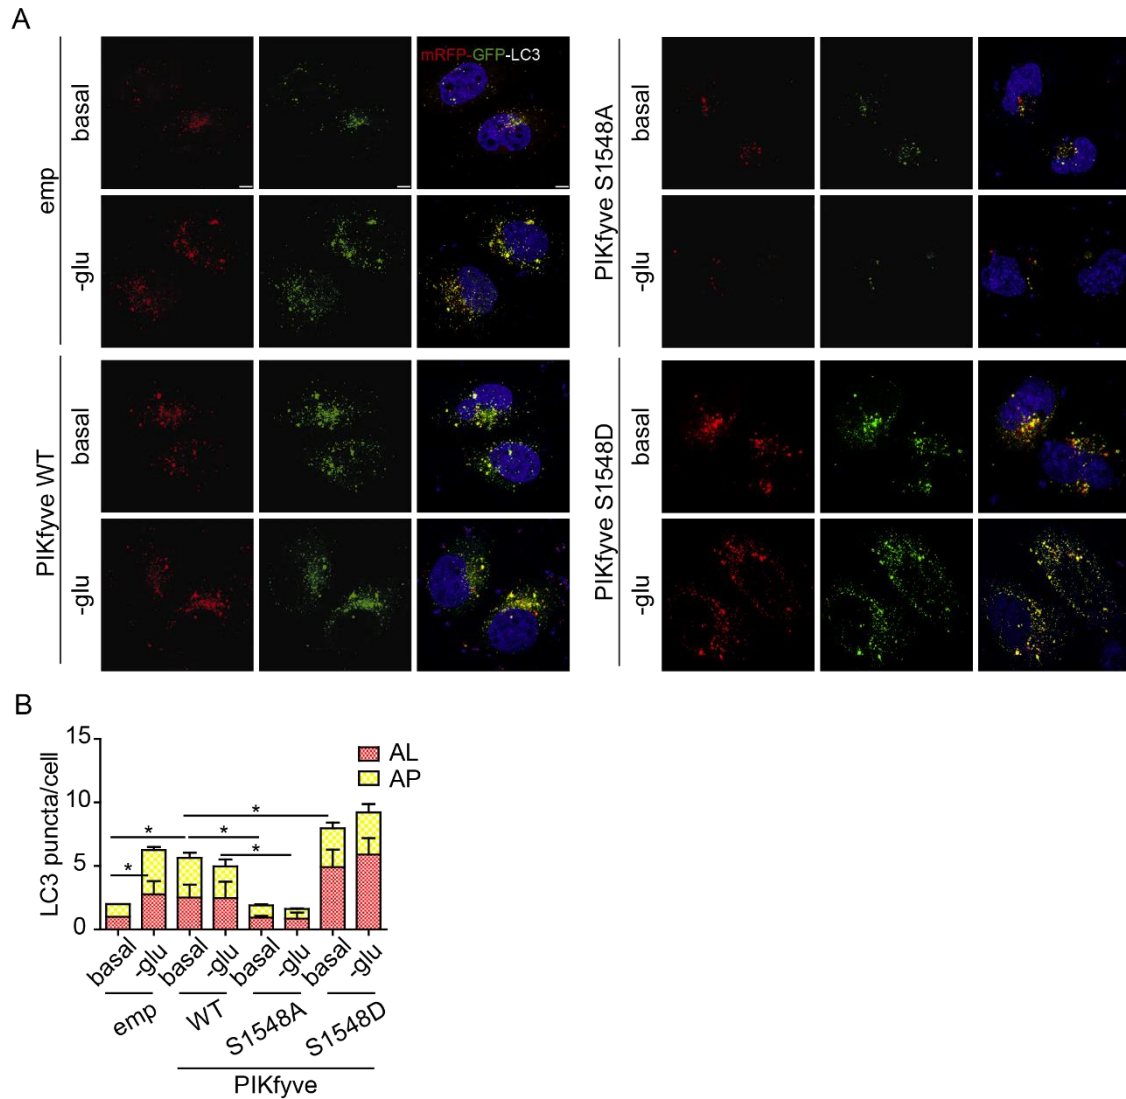 A
emp
basal
mRFP-GFP-LC3
-glu
PIKfyve WT
basal
-glu
PIKfyve S1548A
basal
-glu
PIKfyve S1548D
basal
-glu
B
LC3 puncta/cell
15
10
5
0
AL
AP
*
*
*
*
*
basal
-glu
basal
-glu
basal
-glu
basal
-glu
emp
WT
S1548A
S1548D
PIKfyve